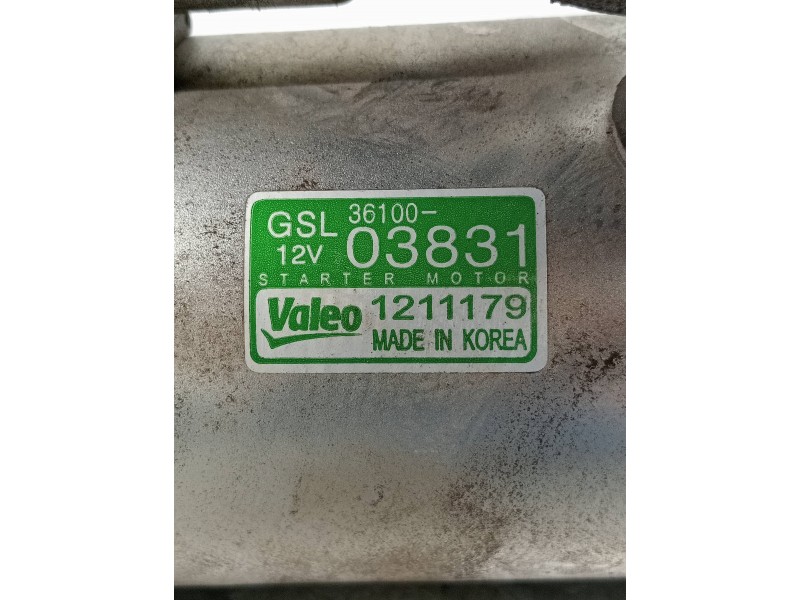 GSL 36100-
12V 03831
STARTER MOTOR
Valeo 1211179
MADE IN KOREA